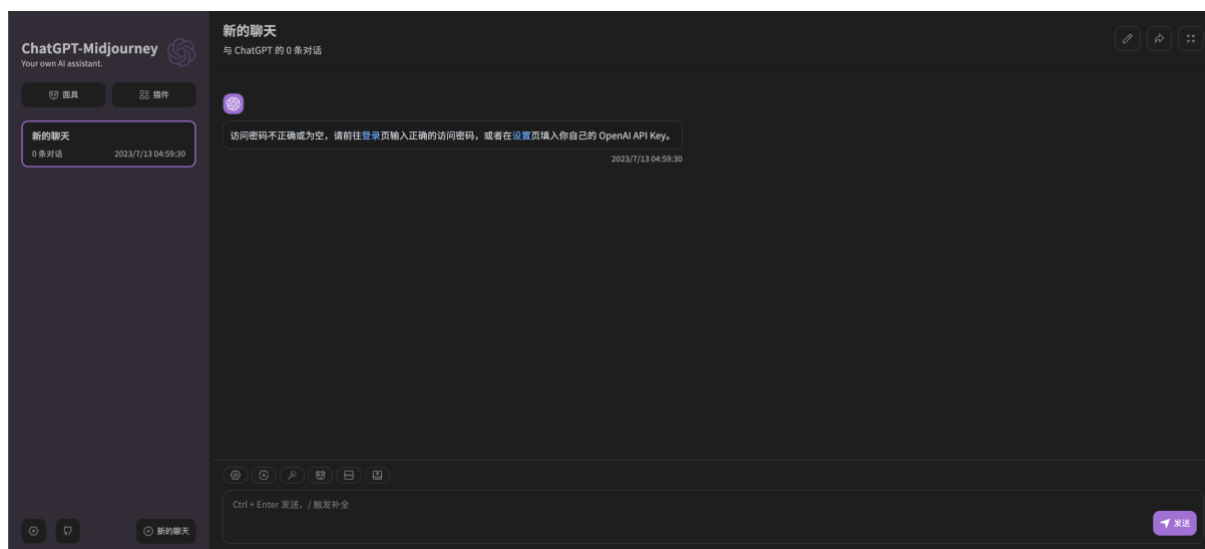 ChatGPT-Midjourney
Your own AI assistant.
面具
插件
新的聊天
0 条对话
2023/7/13 04:59:30
新的聊天
新的聊天
与 ChatGPT 的 0 条对话
访问密码不正确或为空，请前往登录页输入正确的访问密码，或者在设置页填入你自己的 OpenAI API Key。
2023/7/13 04:59:30
Ctrl + Enter 发送，/ 触发补全
发送